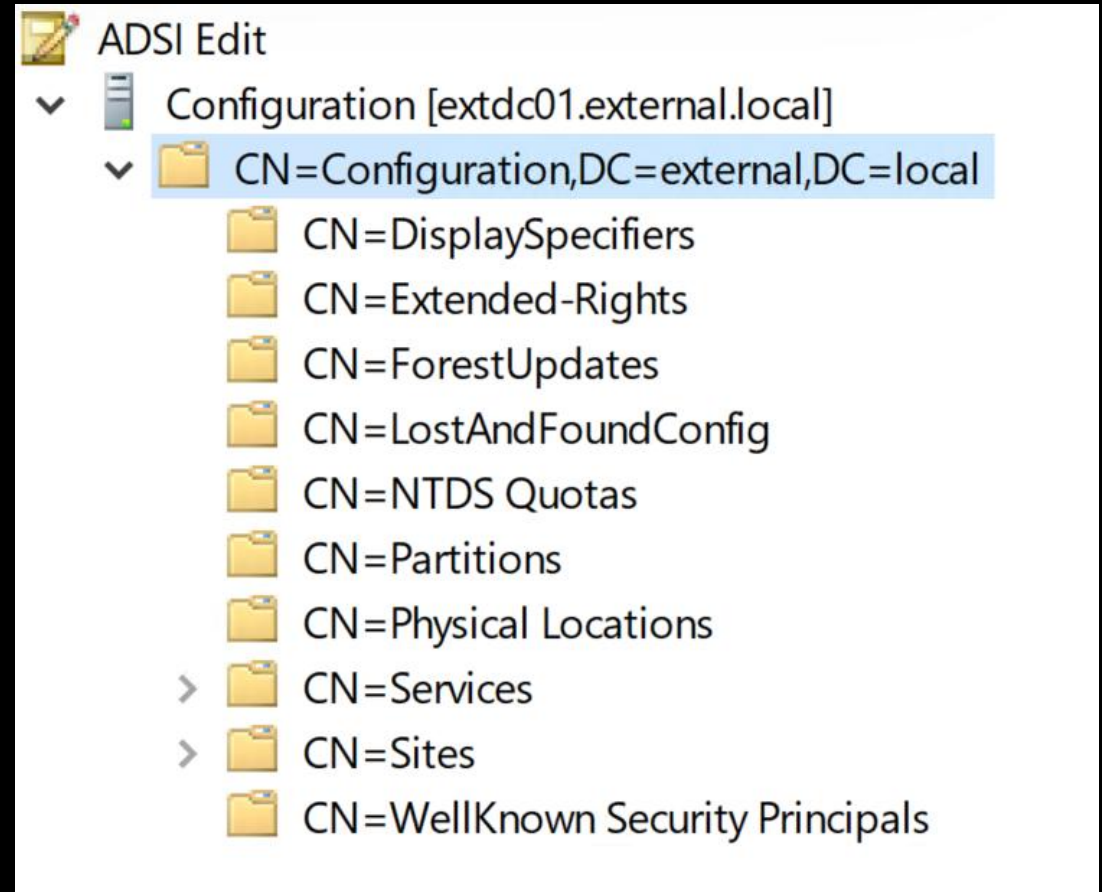 ADSI Edit
Configuration [extdc01.external.local]
CN=Configuration,DC=external,DC=local
CN=DisplaySpecifiers
CN=Extended-Rights
CN=ForestUpdates
CN=LostAndFoundConfig
CN=NTDS Quotas
CN=Partitions
CN=Physical Locations
CN=Services
CN=Sites
CN=WellKnown Security Principals